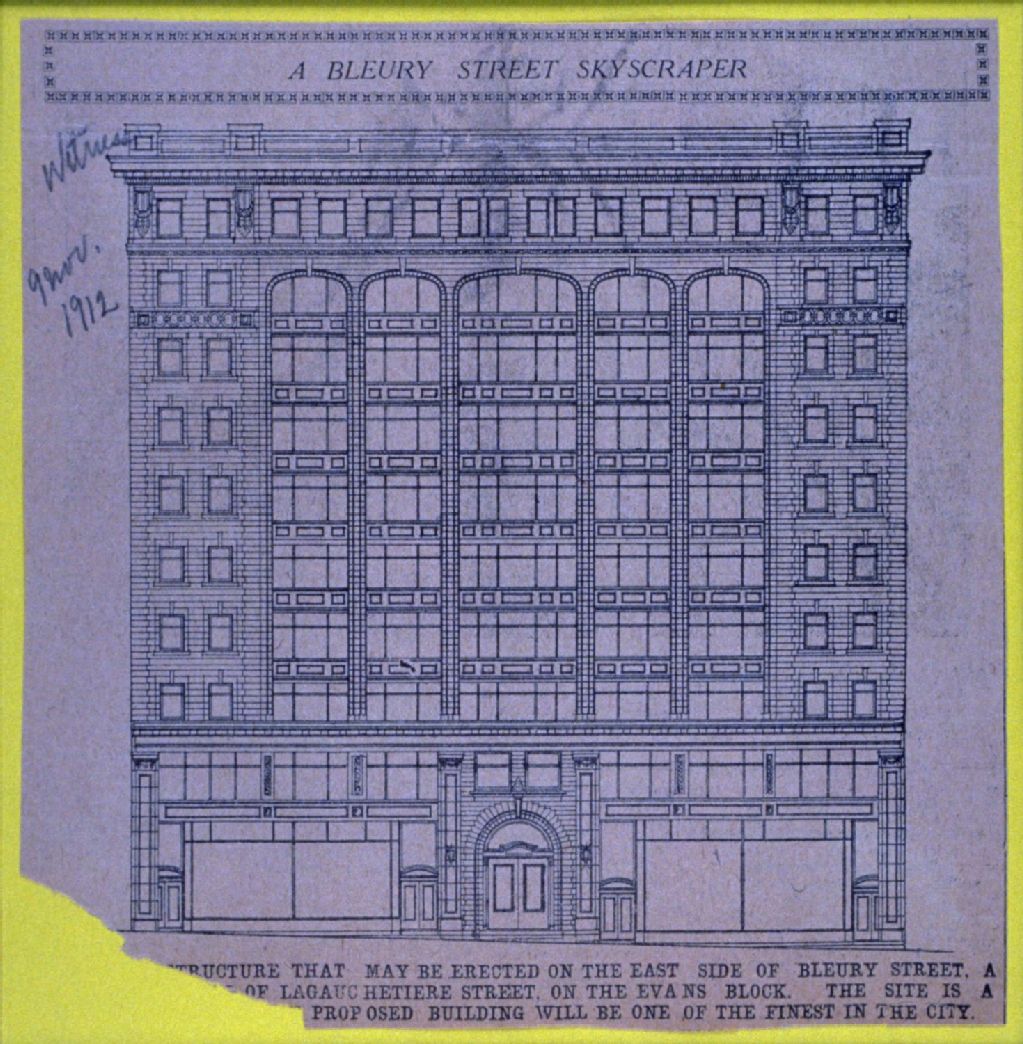 A BLEURY STREET SKYSCRAPER
Witness
9 nov.
1912
STRUCTURE THAT MAY BE ERECTED ON THE EAST SIDE OF BLEURY STREET, A
OF LAGAUCHETIERE STREET, ON THE EVANS BLOCK. THE SITE IS A
PROPOSED BUILDING WILL BE ONE OF THE FINEST IN THE CITY.